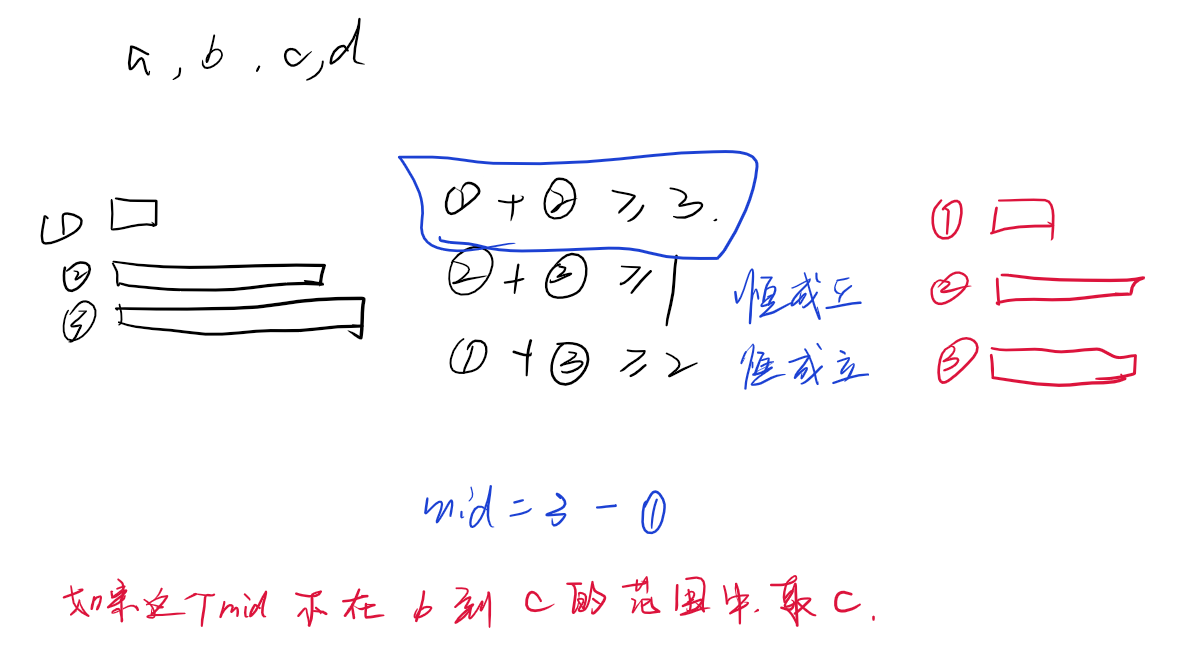 a, b, c, d
① + ② ≥ 3.
② + ③ ≥ 1 恒成立
① + ③ ≥ 2 恒成立
①
②
③
①
②
③
mid = 3 - ①
如果这个mid 不在 b 到 c 的范围中. 取 c.